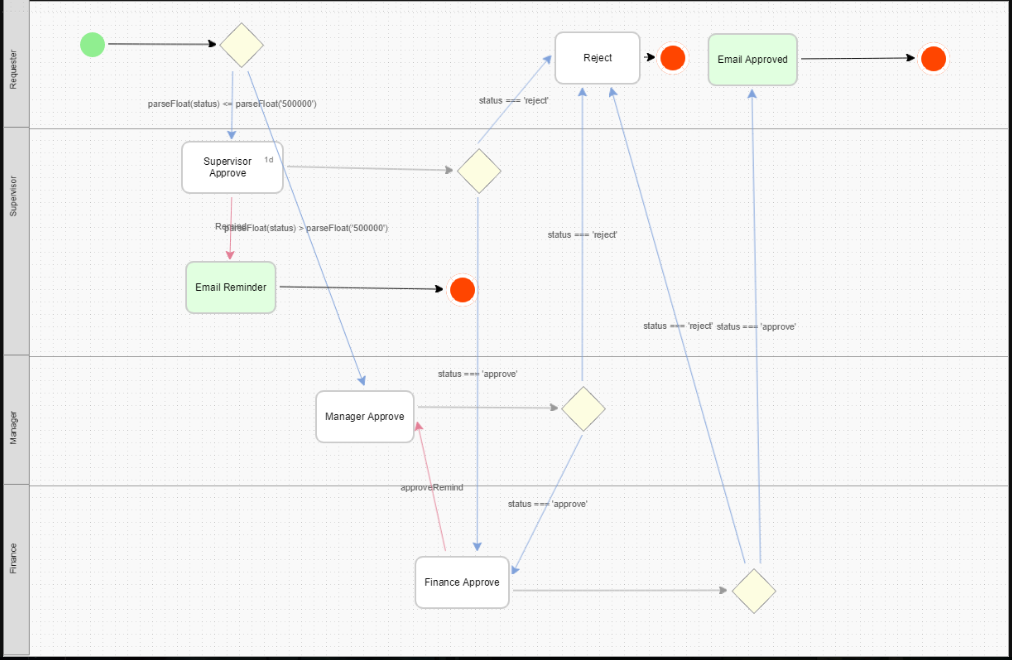 Requester
Reject
Email Approved
parseFloat(status) <= parseFloat('500000')
status === 'reject'
Supervisor
Supervisor
Approve
1d
Remind
parseFloat(status) > parseFloat('500000')
status === 'reject'
Email Reminder
status === 'reject'
status === 'approve'
Manager
status === 'approve'
Manager Approve
approveRemind
status === 'approve'
Finance
Finance Approve